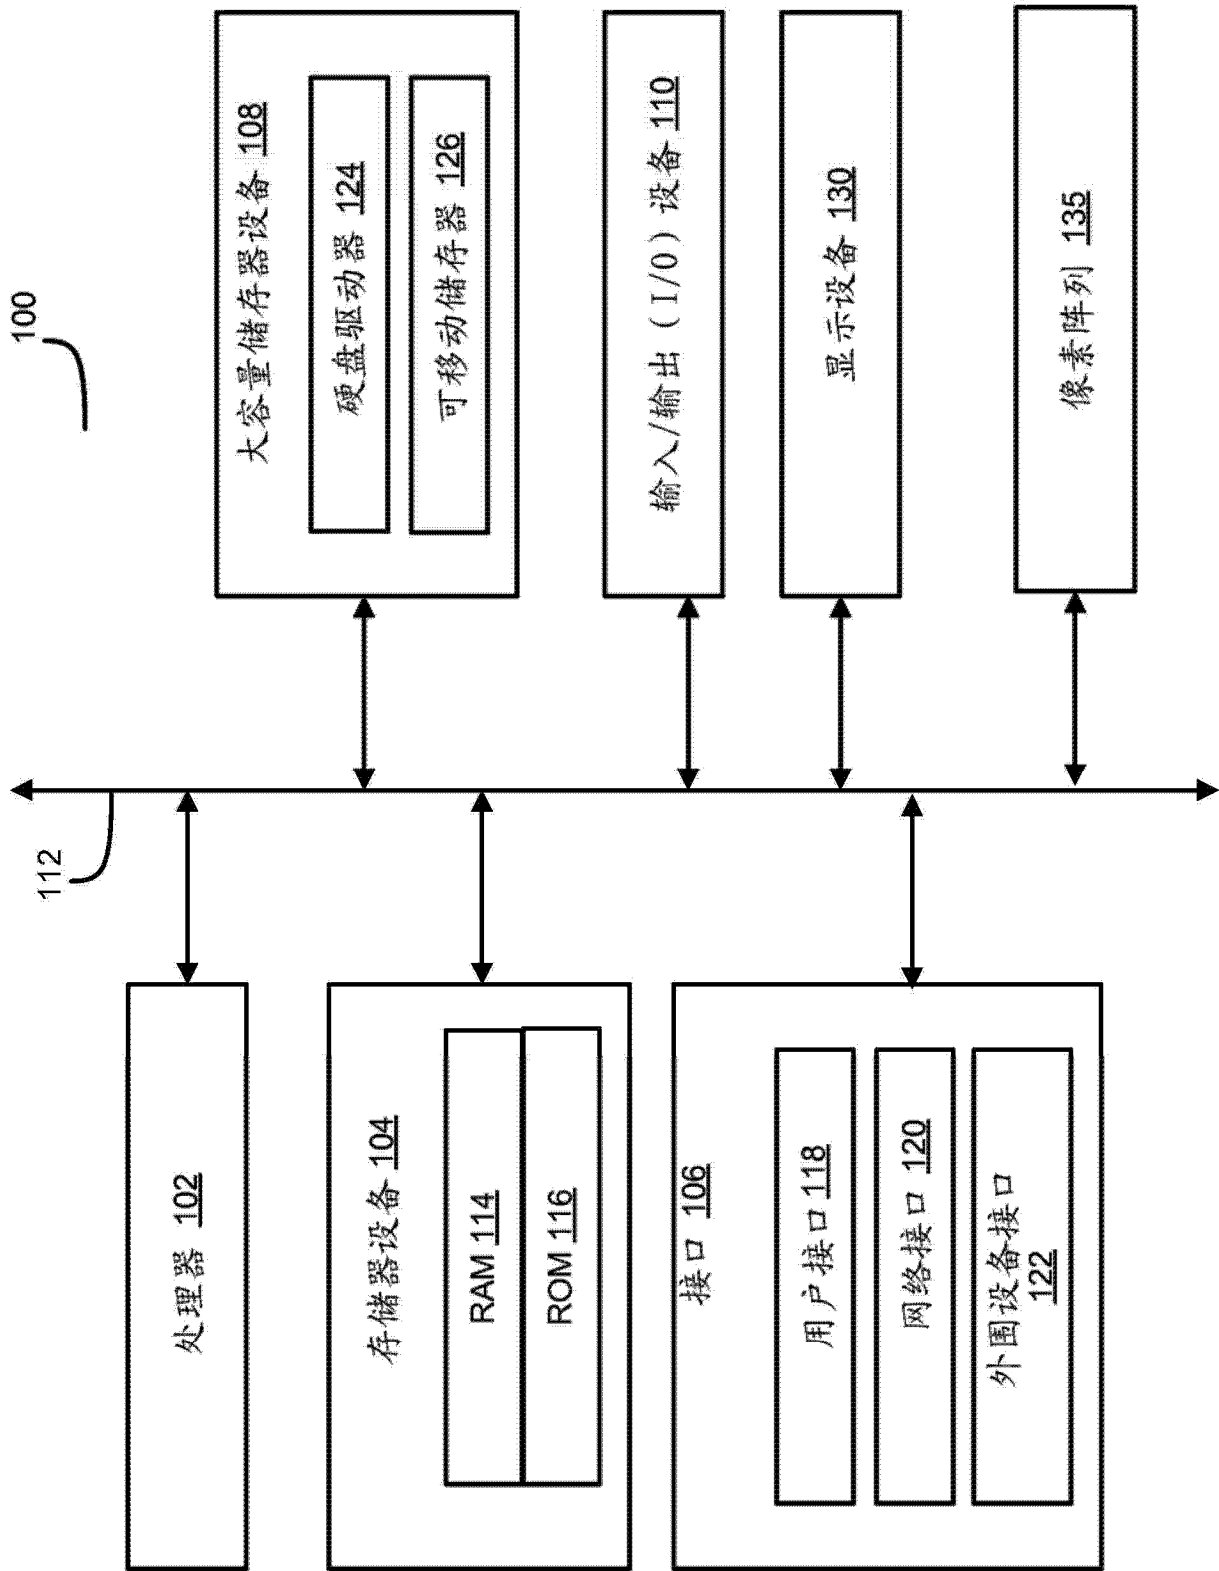 100
112
处理器 102
存储器设备 104
RAM 114
ROM 116
接口 106
用户接口 118
网络接口 120
外围设备接口
122
大容量储存器设备 108
硬盘驱动器 124
可移动储存器 126
输入/输出 (I/O) 设备 110
显示设备 130
像素阵列 135